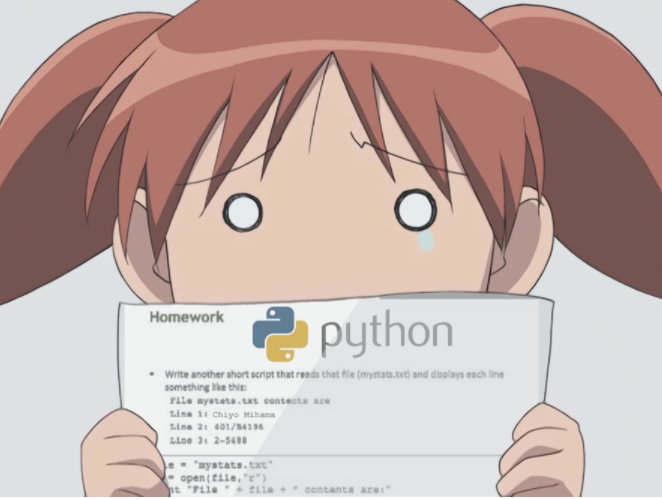 Homework
python
• Write another short script that reads that file (mystats.txt) and displays each line
something like this:
File mystats.txt contents are
Line 1: Chiyo Mihama
Line 2: 401/%4196
Line 3: 2-5488
e = "mystats.txt"
= open(file,"r")
nt "File " + file + " contents are:"